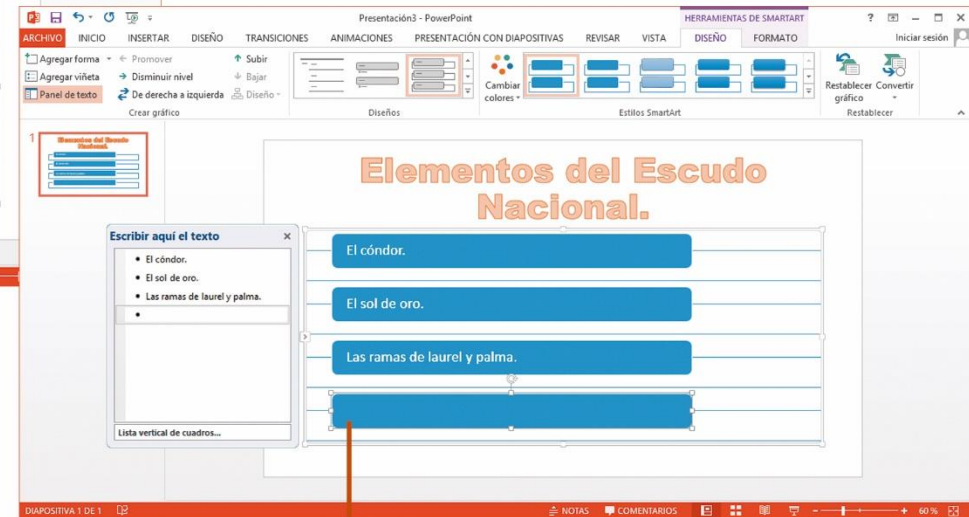 Presentación3 - PowerPoint
HERRAMIENTAS DE SMARTART
ARCHIVO INICIO INSERTAR DISEÑO TRANSICIONES ANIMACIONES PRESENTACIÓN CON DIAPOSITIVAS REVISAR VISTA DISEÑO FORMATO Iniciar sesión
Agregar forma Promover Subir
Agregar viñeta Disminuir nivel Bajar
Panel de texto De derecha a izquierda Diseño
Cambiar colores
Restablecer gráfico
Convertir
Crear gráfico Diseños Estilos SmartArt Restablecer
1
Elementos del Escudo
Nacional.
Elementos del Escudo
Nacional.
Escribir aquí el texto
• El cóndor.
• El sol de oro.
• Las ramas de laurel y palma.
•
Lista vertical de cuadros...
El cóndor.
El sol de oro.
Las ramas de laurel y palma.
DIAPOSITIVA 1 DE 1 NOTAS COMENTARIOS 60 %